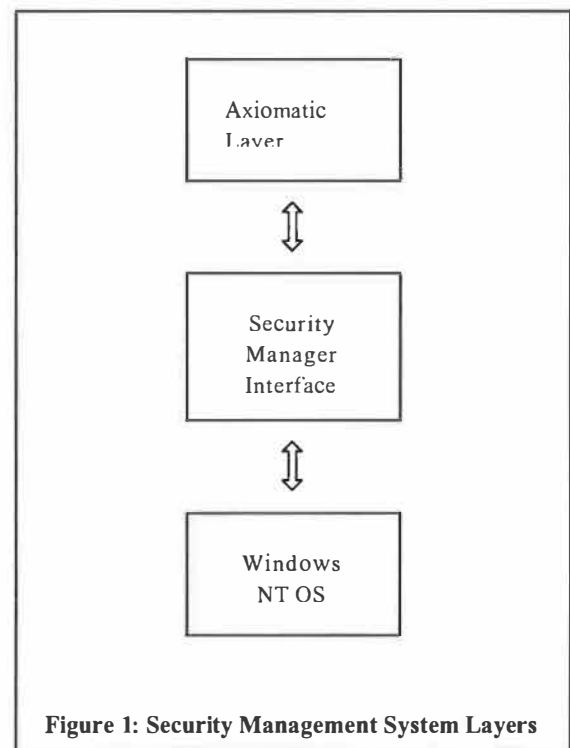 Axiomatic
Layer
Security
Manager
Interface
Windows
NT OS
Figure 1: Security Management System Layers